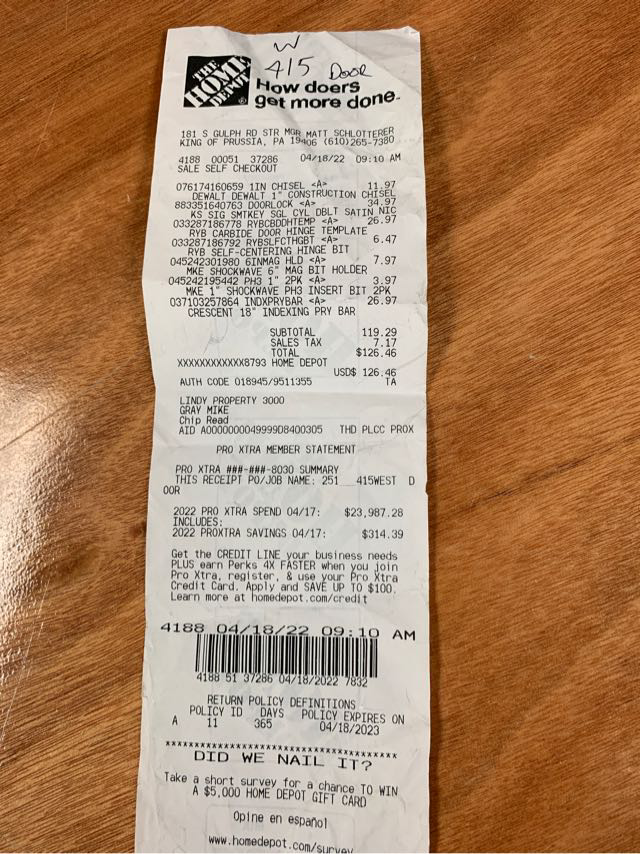 W
415 Door
THE HOME DEPOT
How doers
get more done.
181 S GULPH RD STR MGR MATT SCHLOTTERER
KING OF PRUSSIA, PA 19406 (610)265-7380
4188 00051 37286 04/18/22 09:10 AM
SALE SELF CHECKOUT
076174160659 1IN CHISEL <A> 11.97
DEWALT DEWALT 1" CONSTRUCTION CHISEL
883351640763 DOORLOCK <A> 34.97
KS SIG SMTKEY SGL CYL DBLT SATIN NIC
033287186778 RYBCBDDHTEMP <A> 26.97
RYB CARBIDE DOOR HINGE TEMPLATE
033287186792 RYBSLFCTHGBT <A> 6.47
RYB SELF-CENTERING HINGE BIT
045242301980 6INMAG HLD <A> 7.97
MKE SHOCKWAVE 6" MAG BIT HOLDER
045242195442 PH3 1" 2PK <A> 3.97
MKE 1" SHOCKWAVE PH3 INSERT BIT 2PK
037103257864 INDXPRYBAR <A> 26.97
CRESCENT 18" INDEXING PRY BAR
SUBTOTAL 119.29
SALES TAX 7.17
TOTAL $126.46
XXXXXXXXXXXX8793 HOME DEPOT
USD$ 126.46
AUTH CODE 018945/9511355 TA
LINDY PROPERTY 3000
GRAY MIKE
Chip Read
AID A0000000049999D8400305 THD PLCC PROX
PRO XTRA MEMBER STATEMENT
PRO XTRA ###-###-8030 SUMMARY
THIS RECEIPT PO/JOB NAME: 251 415WEST D
OOR
2022 PRO XTRA SPEND 04/17: $23,987.28
INCLUDES:
2022 PROXTRA SAVINGS 04/17: $314.39
Get the CREDIT LINE your business needs
PLUS earn Perks 4X FASTER when you join
Pro Xtra, register, & use your Pro Xtra
Credit Card. Apply and SAVE UP TO $100.
Learn more at homedepot.com/credit
4188 04/18/22 09:10 AM
4188 51 37286 04/18/2022 7832
RETURN POLICY DEFINITIONS
POLICY ID DAYS POLICY EXPIRES ON
A 11 365 04/18/2023
****************************************
DID WE NAIL IT?
Take a short survey for a chance TO WIN
A $5,000 HOME DEPOT GIFT CARD
Opine en español
www.homedepot.com/survey